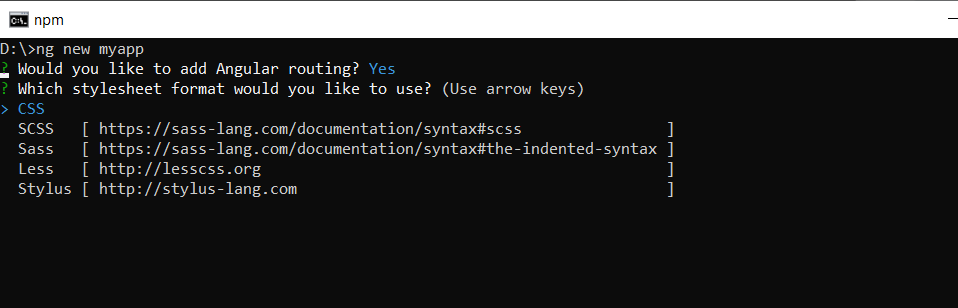 npm
D:\>ng new myapp
? Would you like to add Angular routing? Yes
? Which stylesheet format would you like to use? (Use arrow keys)
> CSS
  SCSS   [ https://sass-lang.com/documentation/syntax#scss                ]
  Sass   [ https://sass-lang.com/documentation/syntax#the-indented-syntax ]
  Less   [ http://lesscss.org                                             ]
  Stylus [ http://stylus-lang.com                                         ]